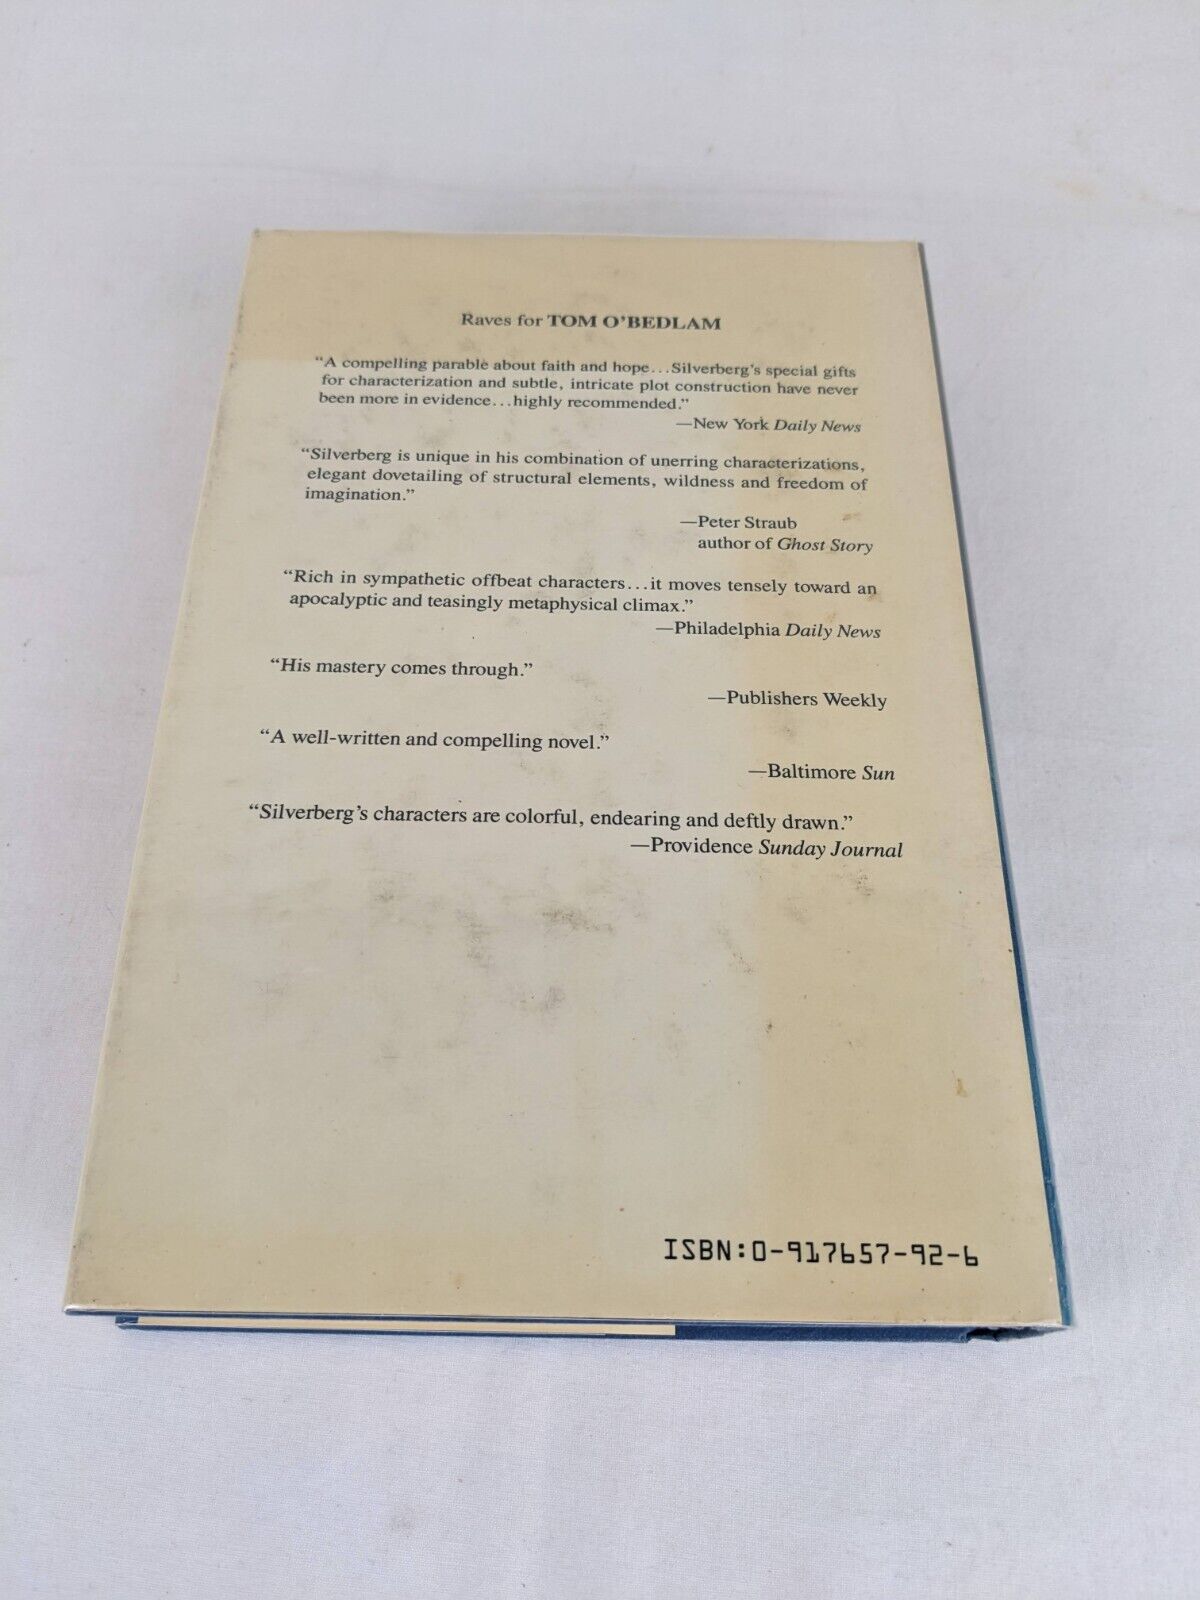 Raves for TOM O’BEDLAM
“A compelling parable about faith and hope...Silverberg’s special gifts
for characterization and subtle, intricate plot construction have never
been more in evidence...highly recommended.”
—New York Daily News
“Silverberg is unique in his combination of unerring characterizations,
elegant dovetailing of structural elements, wildness and freedom of
imagination.”
—Peter Straub
author of Ghost Story
“Rich in sympathetic offbeat characters...it moves tensely toward an
apocalyptic and teasingly metaphysical climax.”
—Philadelphia Daily News
“His mastery comes through.”
—Publishers Weekly
“A well-written and compelling novel.”
—Baltimore Sun
“Silverberg’s characters are colorful, endearing and deftly drawn.”
—Providence Sunday Journal
ISBN:0-917657-92-6